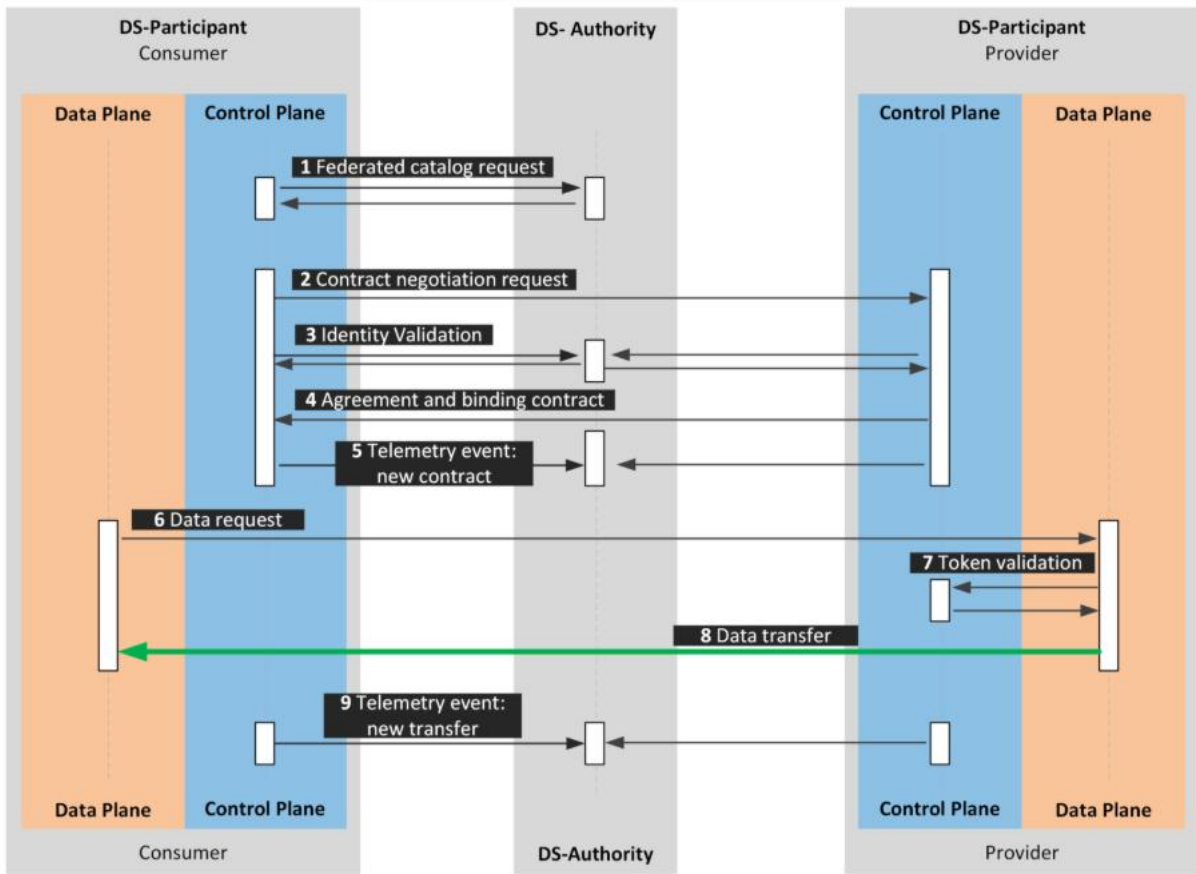 DS-Participant
Consumer
DS- Authority
DS-Participant
Provider
Data Plane
Control Plane
Control Plane
Data Plane
1 Federated catalog request
2 Contract negotiation request
3 Identity Validation
4 Agreement and binding contract
5 Telemetry event:
new contract
6 Data request
7 Token validation
8 Data transfer
9 Telemetry event:
new transfer
Data Plane
Control Plane
Control Plane
Data Plane
Consumer
DS-Authority
Provider